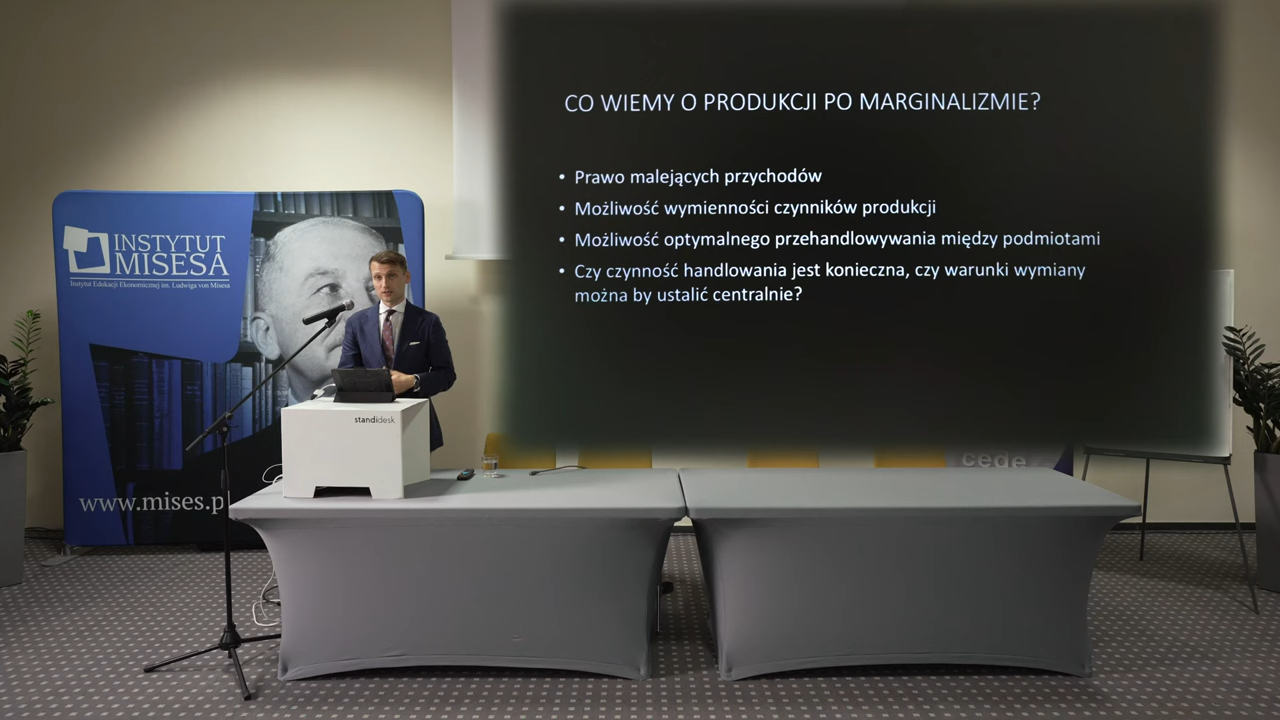 CO WIEMY O PRODUKCJI PO MARGINALIZMIE?
• Prawo malejących przychodów
• Możliwość wymienności czynników produkcji
• Możliwość optymalnego przehandlowywania między podmiotami
• Czy czynność handlowania jest konieczna, czy warunki wymiany
można by ustalić centralnie?
INSTYTUT
MISESA
Instytut Edukacji Ekonomicznej im. Ludwiga von Misesa
standidesk
cede
www.mises.p